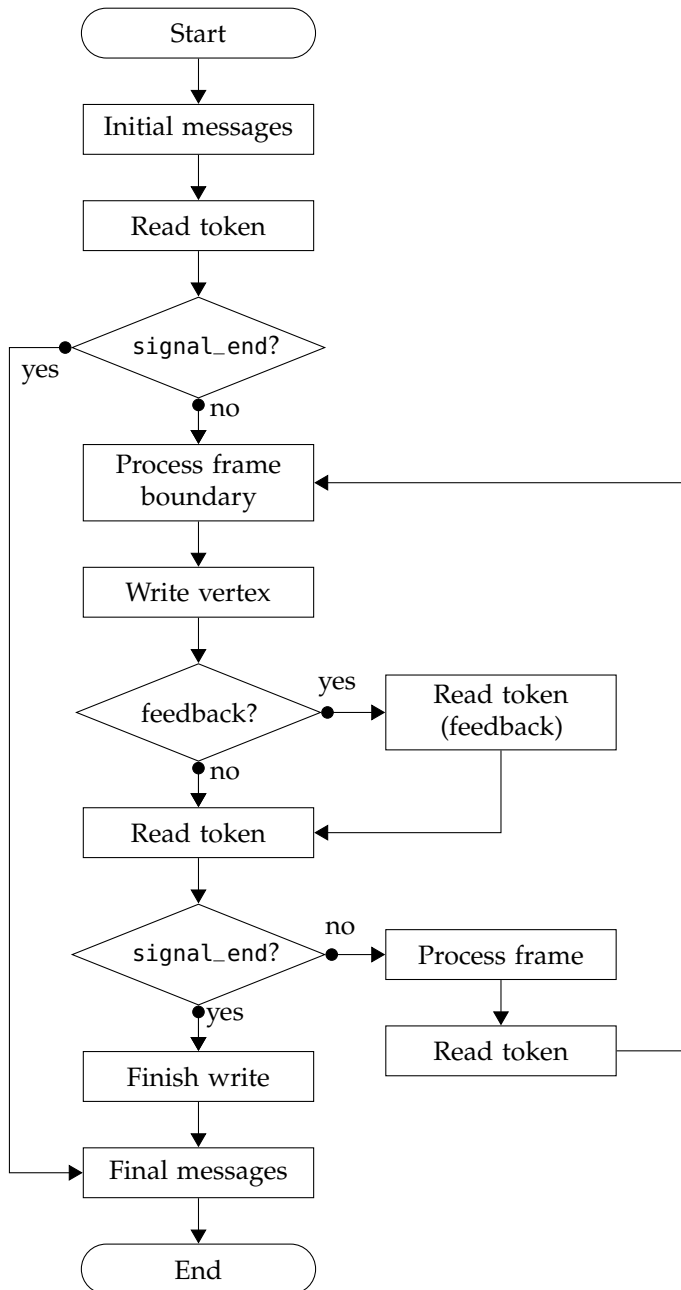 Start
Initial messages
Read token
signal_end?
yes
no
Process frame
boundary
Write vertex
feedback?
yes
Read token
(feedback)
no
Read token
signal_end?
no
Process frame
yes
Read token
Finish write
Final messages
End